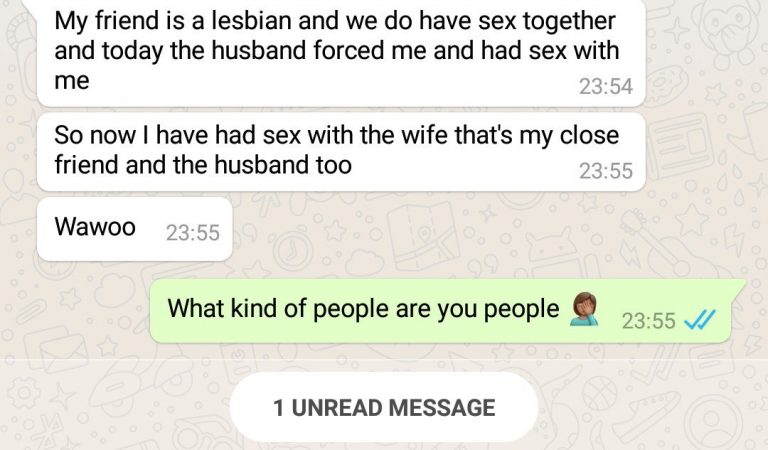 My friend is a lesbian and we do have sex together
and today the husband forced me and had sex with
me
23:54
So now I have had sex with the wife that's my close
friend and the husband too
23:55
Wawoo 23:55
What kind of people are you people 🤦🏾‍♀️ 23:55
1 UNREAD MESSAGE